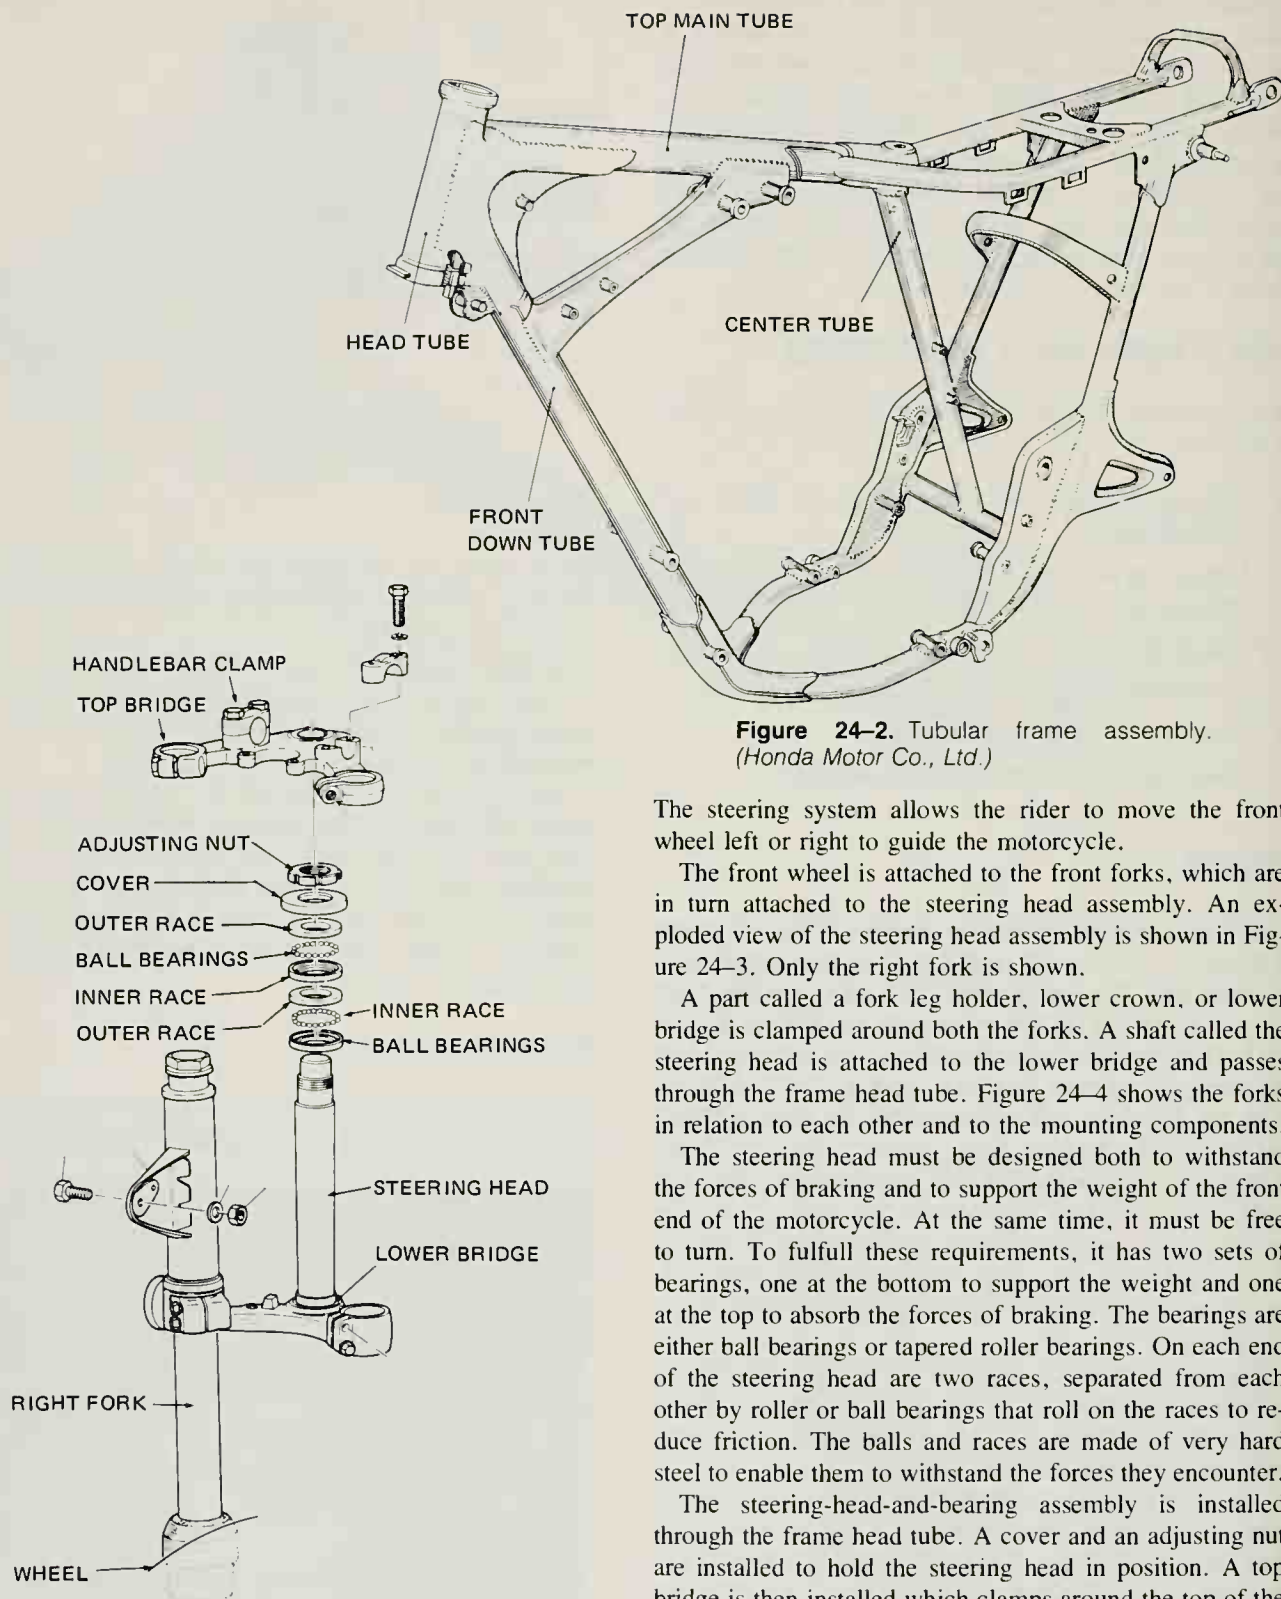 TOP MAIN TUBE
HEAD TUBE
CENTER TUBE
FRONT
DOWN TUBE
Figure 24–2. Tubular frame assembly.
(Honda Motor Co., Ltd.)
HANDLEBAR CLAMP
TOP BRIDGE
ADJUSTING NUT
COVER
OUTER RACE
BALL BEARINGS
INNER RACE
OUTER RACE
INNER RACE
BALL BEARINGS
STEERING HEAD
LOWER BRIDGE
RIGHT FORK
WHEEL
The steering system allows the rider to move the front
wheel left or right to guide the motorcycle.
The front wheel is attached to the front forks, which are
in turn attached to the steering head assembly. An ex-
ploded view of the steering head assembly is shown in Fig-
ure 24–3. Only the right fork is shown.
A part called a fork leg holder, lower crown, or lower
bridge is clamped around both the forks. A shaft called the
steering head is attached to the lower bridge and passes
through the frame head tube. Figure 24–4 shows the forks
in relation to each other and to the mounting components.
The steering head must be designed both to withstand
the forces of braking and to support the weight of the front
end of the motorcycle. At the same time, it must be free
to turn. To fulfull these requirements, it has two sets of
bearings, one at the bottom to support the weight and one
at the top to absorb the forces of braking. The bearings are
either ball bearings or tapered roller bearings. On each end
of the steering head are two races, separated from each
other by roller or ball bearings that roll on the races to re-
duce friction. The balls and races are made of very hard
steel to enable them to withstand the forces they encounter.
The steering-head-and-bearing assembly is installed
through the frame head tube. A cover and an adjusting nut
are installed to hold the steering head in position. A top
bridge is then installed which clamps around the top of the